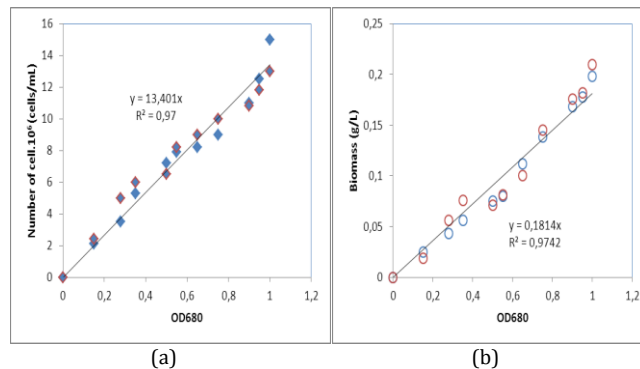 16
14
12
10
8
6
4
2
0
Number of cell.10⁶ (cells/mL)
y = 13,401x
R² = 0,97
0 0,2 0,4 0,6 0,8 1 1,2
OD680
(a)
0,25
0,2
0,15
0,1
0,05
0
Biomass (g/L)
y = 0,1814x
R² = 0,9742
0 0,2 0,4 0,6 0,8 1 1,2
OD680
(b)